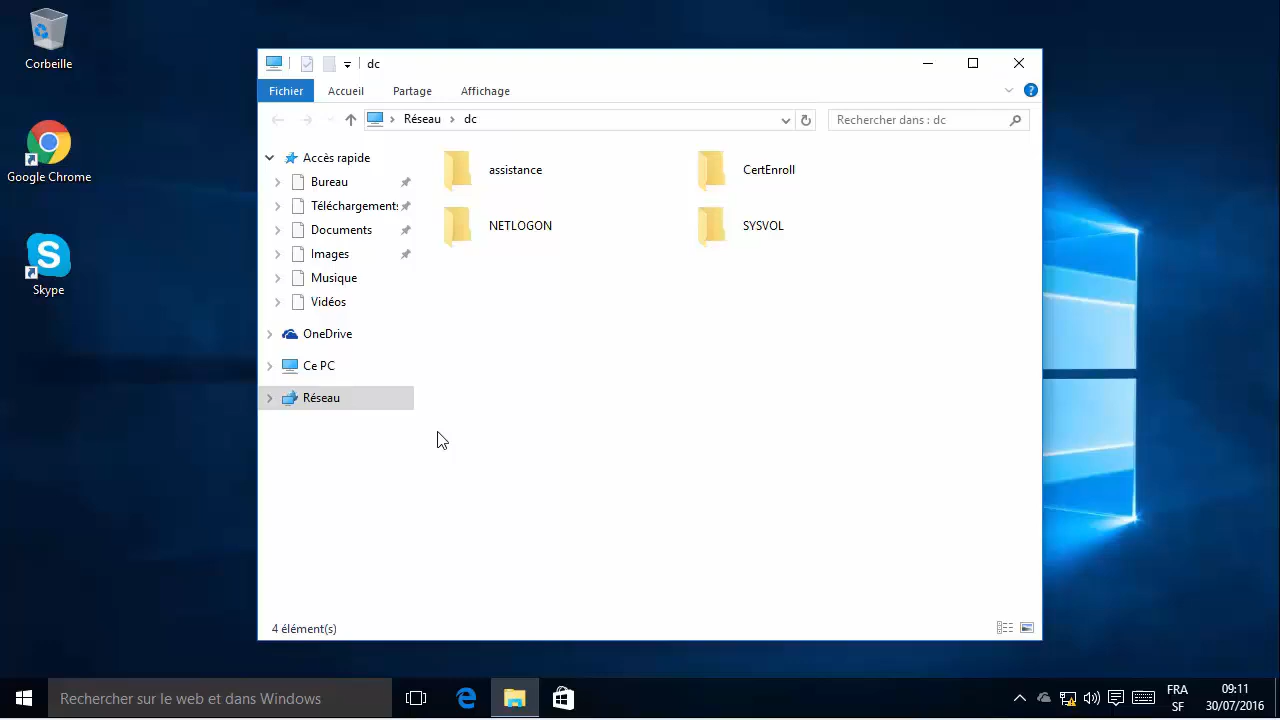 Corbeille
Google Chrome
Skype
dc
Fichier
Accueil
Partage
Affichage
Réseau
dc
Rechercher dans : dc
Accès rapide
Bureau
Téléchargements
Documents
Images
Musique
Vidéos
OneDrive
Ce PC
Réseau
assistance
CertEnroll
NETLOGON
SYSVOL
4 élément(s)
Rechercher sur le web et dans Windows
FRA
SF
09:11
30/07/2016